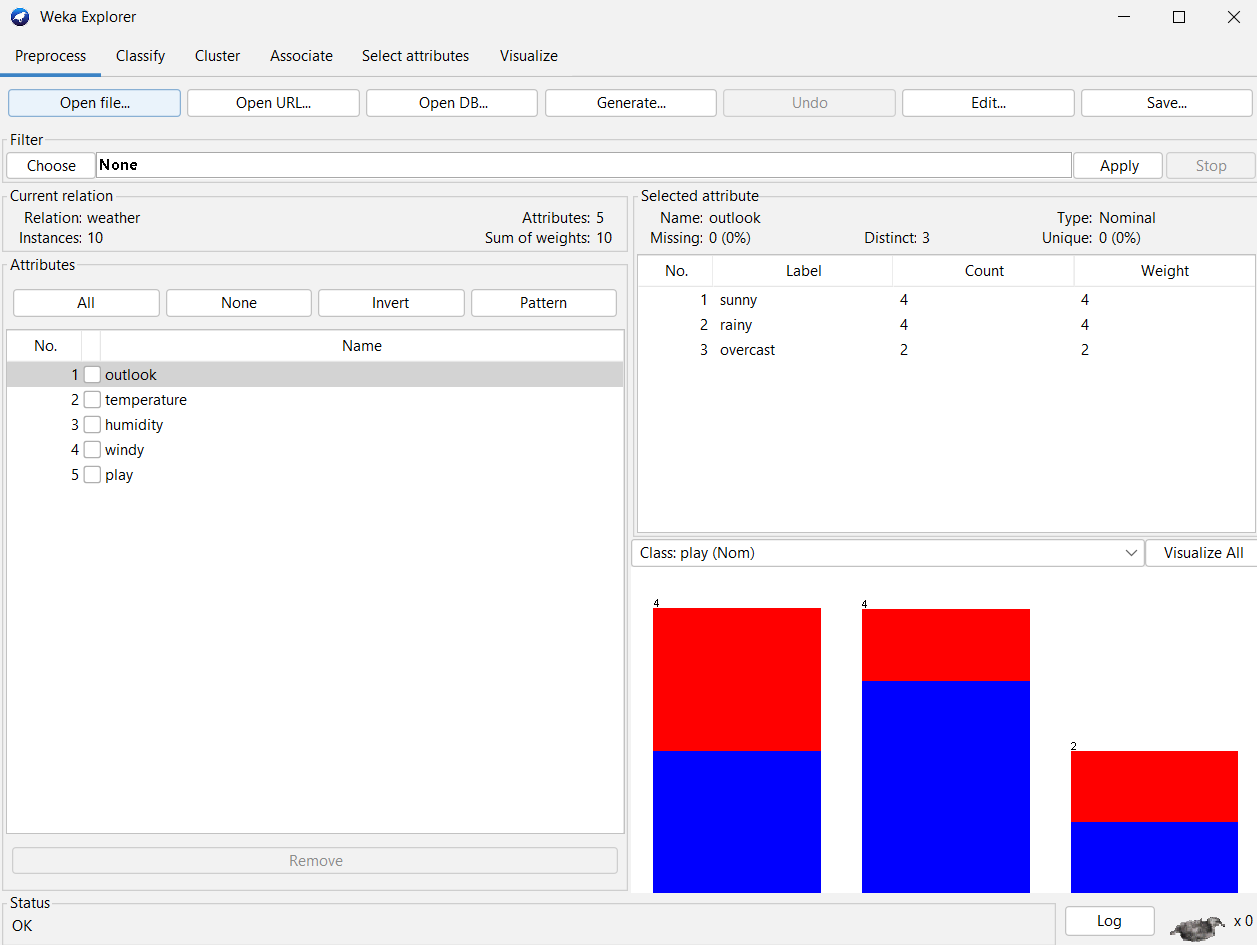 Weka Explorer
Preprocess Classify Cluster Associate Select attributes Visualize
Open file... Open URL... Open DB... Generate... Undo Edit... Save...
Filter
Choose None Apply Stop
Current relation
Relation: weather Attributes: 5
Instances: 10 Sum of weights: 10
Attributes
All None Invert Pattern
No. Name
1 outlook
2 temperature
3 humidity
4 windy
5 play
Remove
Selected attribute
Name: outlook Type: Nominal
Missing: 0 (0%) Distinct: 3 Unique: 0 (0%)
No. Label Count Weight
1 sunny 4 4
2 rainy 4 4
3 overcast 2 2
Class: play (Nom) Visualize All
4 4
2
Status
OK
Log x 0